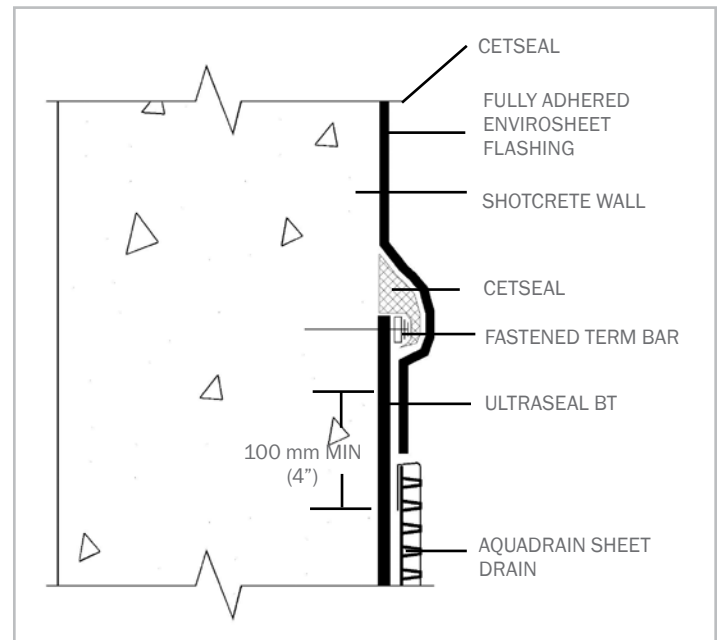 CETSEAL
FULLY ADHERED
ENVIROSHEET
FLASHING
SHOTCRETE WALL
CETSEAL
FASTENED TERM BAR
ULTRASEAL BT
100 mm MIN
(4”)
AQUADRAIN SHEET
DRAIN